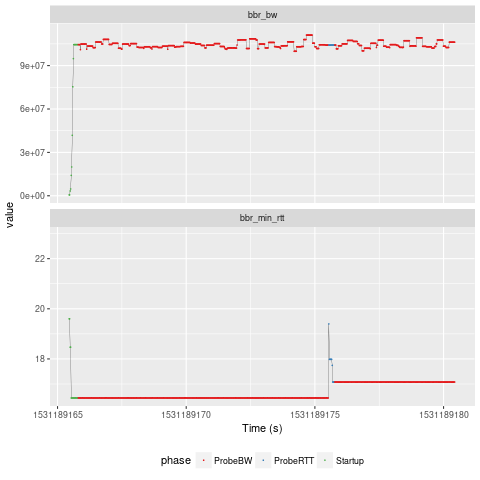 bbr_bw
9e+07
6e+07
3e+07
0e+00
value
bbr_min_rtt
22
20
18
1531189165 1531189170 1531189175 1531189180
Time (s)
phase ProbeBW ProbeRTT Startup